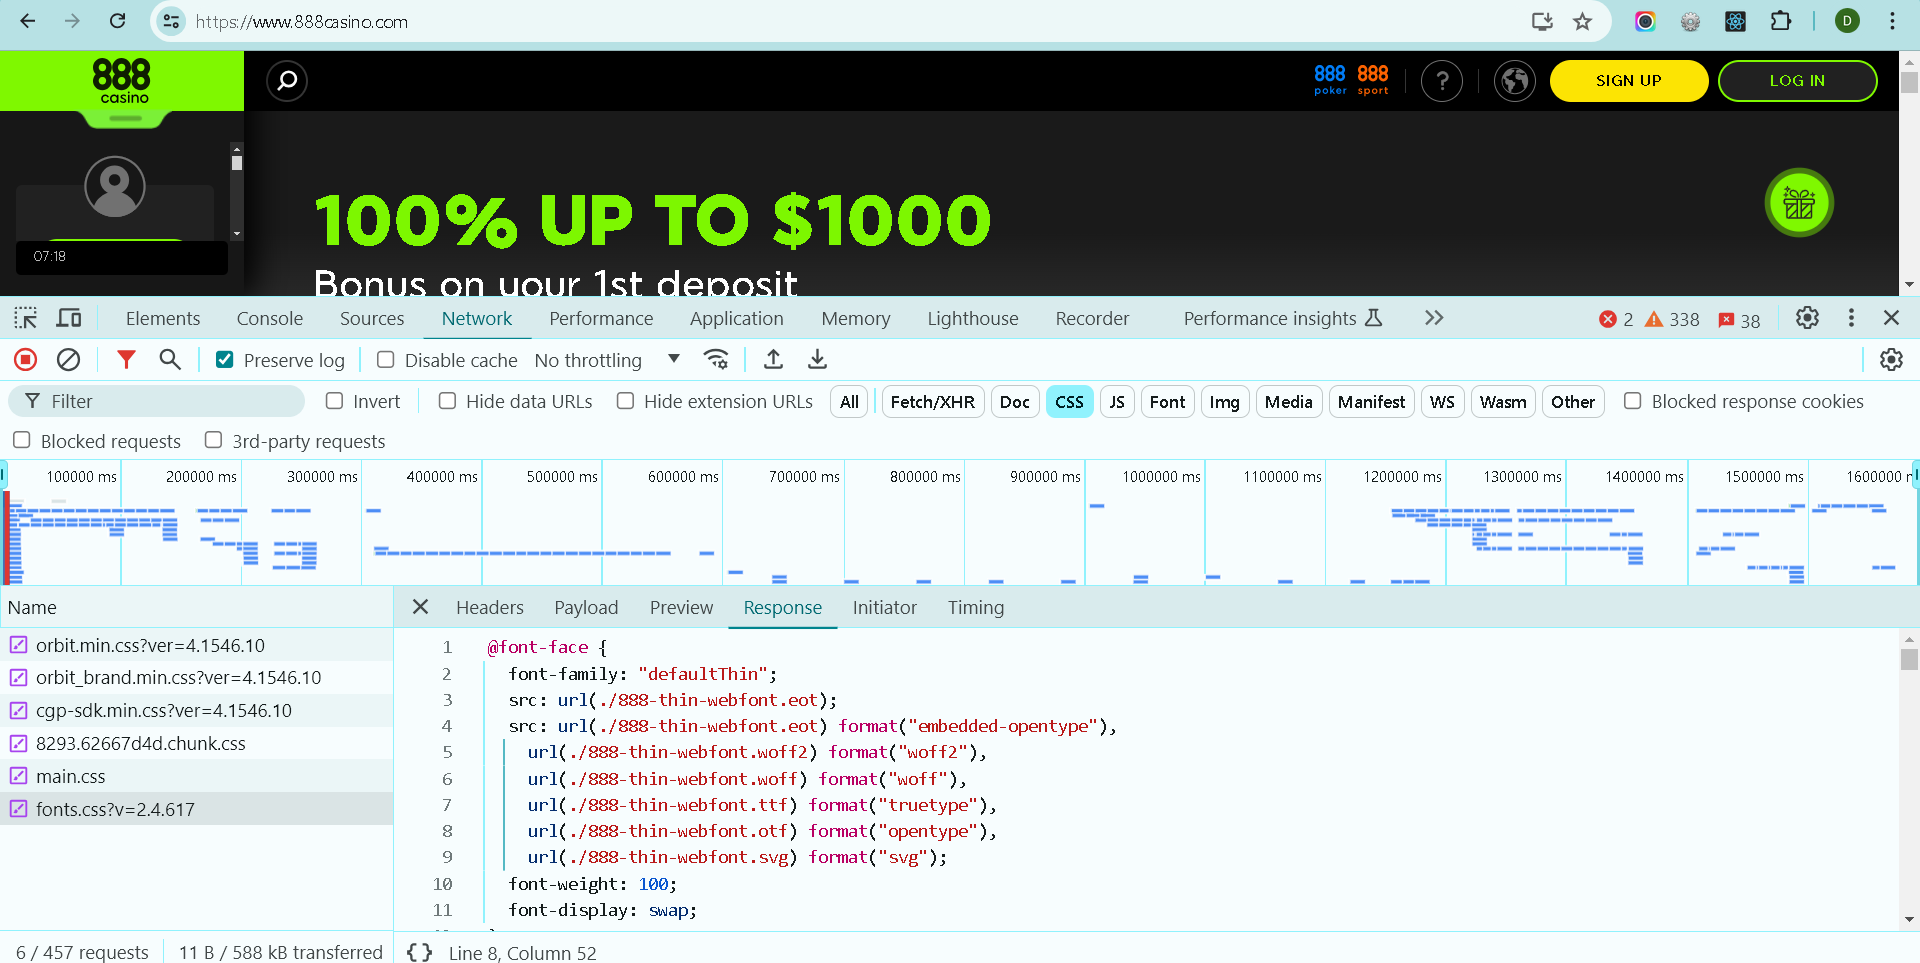 https://www.888casino.com
D
888
casino
888 poker
888 sport
?
SIGN UP
LOG IN
07:18
100% UP TO $1000
Bonus on your 1st deposit
Elements Console Sources Network Performance Application Memory Lighthouse Recorder Performance insights 2 338 38
Preserve log Disable cache No throttling
Filter Invert Hide data URLs Hide extension URLs All Fetch/XHR Doc CSS JS Font Img Media Manifest WS Wasm Other Blocked response cookies
Blocked requests 3rd-party requests
100000 ms 200000 ms 300000 ms 400000 ms 500000 ms 600000 ms 700000 ms 800000 ms 900000 ms 1000000 ms 1100000 ms 1200000 ms 1300000 ms 1400000 ms 1500000 ms 1600000
Name
orbit.min.css?ver=4.1546.10
orbit_brand.min.css?ver=4.1546.10
cgp-sdk.min.css?ver=4.1546.10
8293.62667d4d.chunk.css
main.css
fonts.css?v=2.4.617
6 / 457 requests 11 B / 588 kB transferred
Headers Payload Preview Response Initiator Timing
1 @font-face {
2 font-family: "defaultThin";
3 src: url(./888-thin-webfont.eot);
4 src: url(./888-thin-webfont.eot) format("embedded-opentype"),
5 url(./888-thin-webfont.woff2) format("woff2"),
6 url(./888-thin-webfont.woff) format("woff"),
7 url(./888-thin-webfont.ttf) format("truetype"),
8 url(./888-thin-webfont.otf) format("opentype"),
9 url(./888-thin-webfont.svg) format("svg");
10 font-weight: 100;
11 font-display: swap;
{} Line 8, Column 52